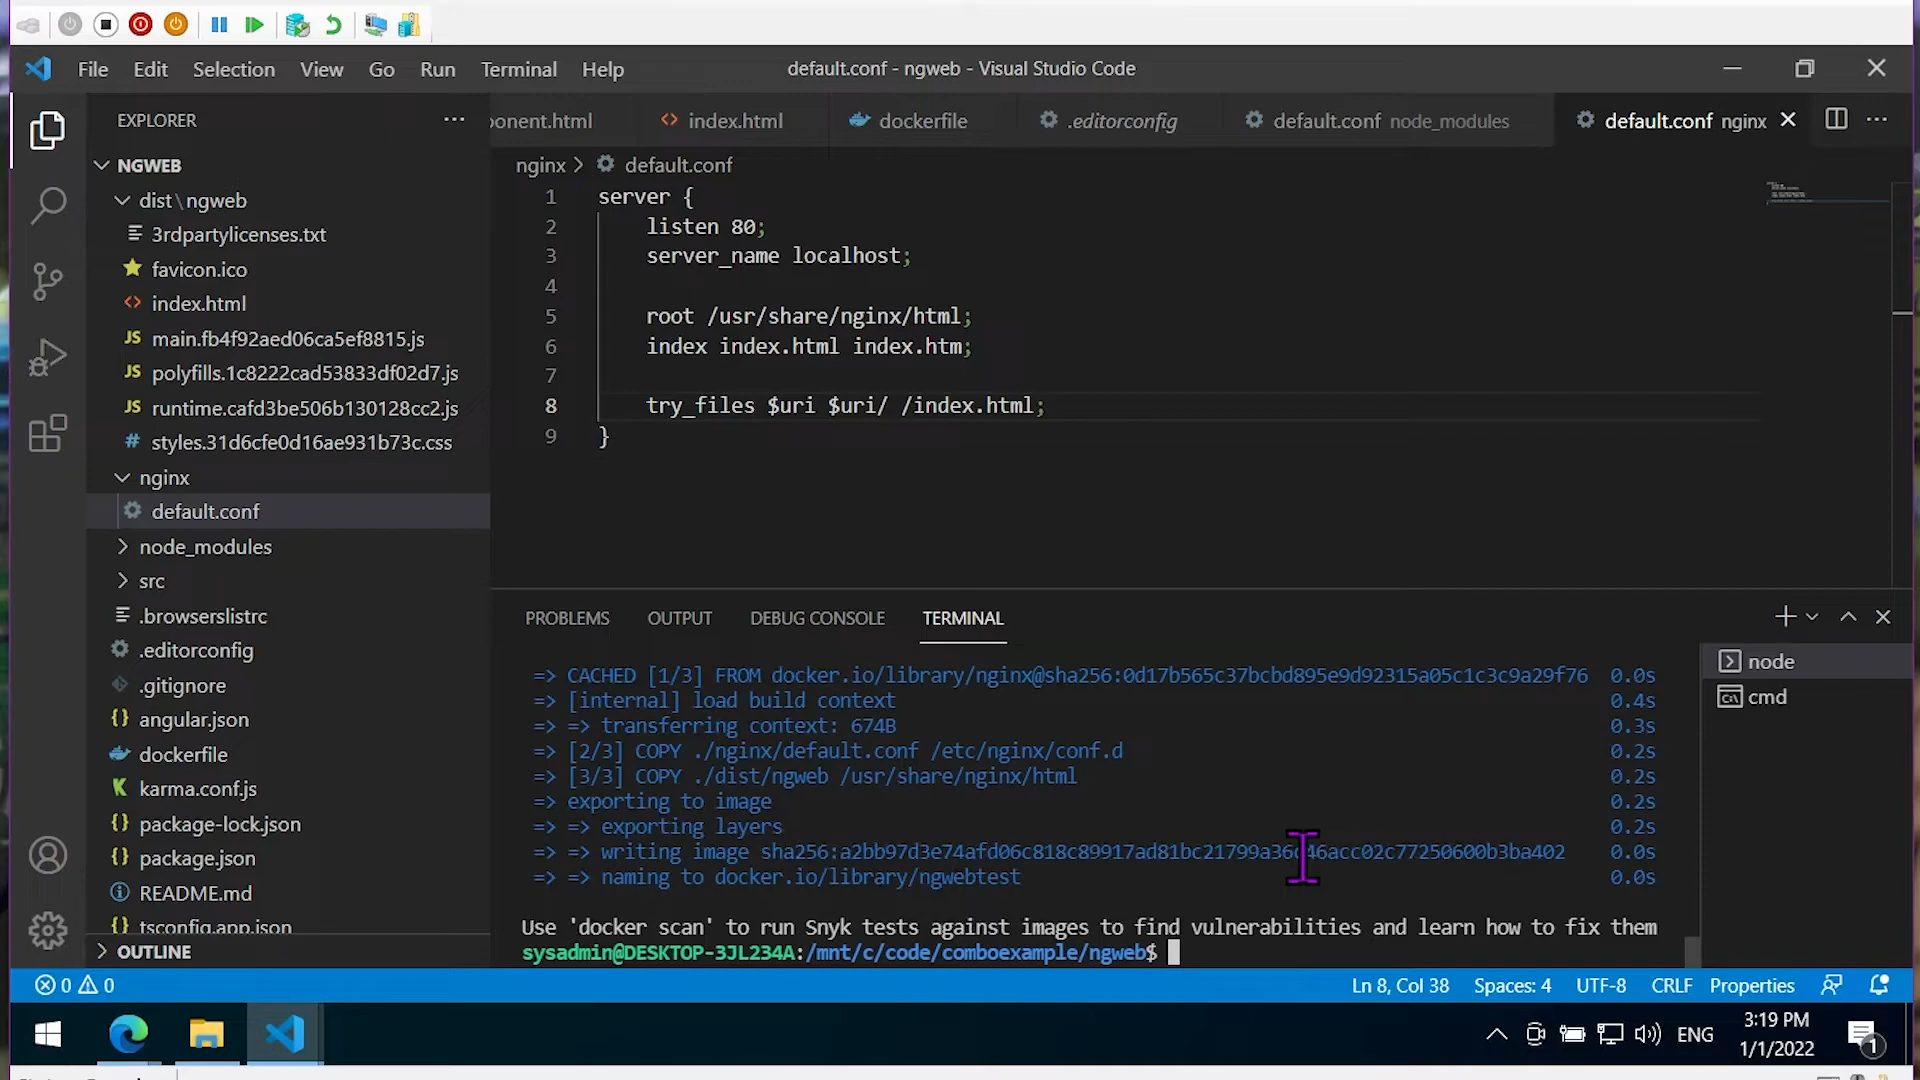 File Edit Selection View Go Run Terminal Help
default.conf - ngweb - Visual Studio Code
EXPLORER
NGWEB
dist\ngweb
3rdpartylicenses.txt
favicon.ico
index.html
main.fb4f92aed06ca5ef8815.js
polyfills.1c8222cad53833df02d7.js
runtime.cafd3be506b130128cc2.js
styles.31d6cfe0d16ae931b73c.css
nginx
default.conf
node_modules
src
.browserslistrc
.editorconfig
.gitignore
angular.json
dockerfile
karma.conf.js
package-lock.json
package.json
README.md
tsconfig.app.json
OUTLINE
ponent.html index.html dockerfile .editorconfig default.conf node_modules default.conf nginx
nginx > default.conf
1 server {
2 listen 80;
3 server_name localhost;
4
5 root /usr/share/nginx/html;
6 index index.html index.htm;
7
8 try_files $uri $uri/ /index.html;
9 }
PROBLEMS OUTPUT DEBUG CONSOLE TERMINAL
=> CACHED [1/3] FROM docker.io/library/nginx@sha256:0d17b565c37bcbd895e9d92315a05c1c3c9a29f76 0.0s
=> [internal] load build context 0.4s
=> => transferring context: 674B 0.3s
=> [2/3] COPY ./nginx/default.conf /etc/nginx/conf.d 0.2s
=> [3/3] COPY ./dist/ngweb /usr/share/nginx/html 0.2s
=> exporting to image 0.2s
=> => exporting layers 0.2s
=> => writing image sha256:a2bb97d3e74afd06c818c89917ad81bc21799a36d46acc02c77250600b3ba402 0.0s
=> => naming to docker.io/library/ngwebtest 0.0s
Use 'docker scan' to run Snyk tests against images to find vulnerabilities and learn how to fix them
sysadmin@DESKTOP-3JL234A:/mnt/c/code/comboexample/ngweb$
node
cmd
0 0
Ln 8, Col 38 Spaces: 4 UTF-8 CRLF Properties
ENG
3:19 PM
1/1/2022
1